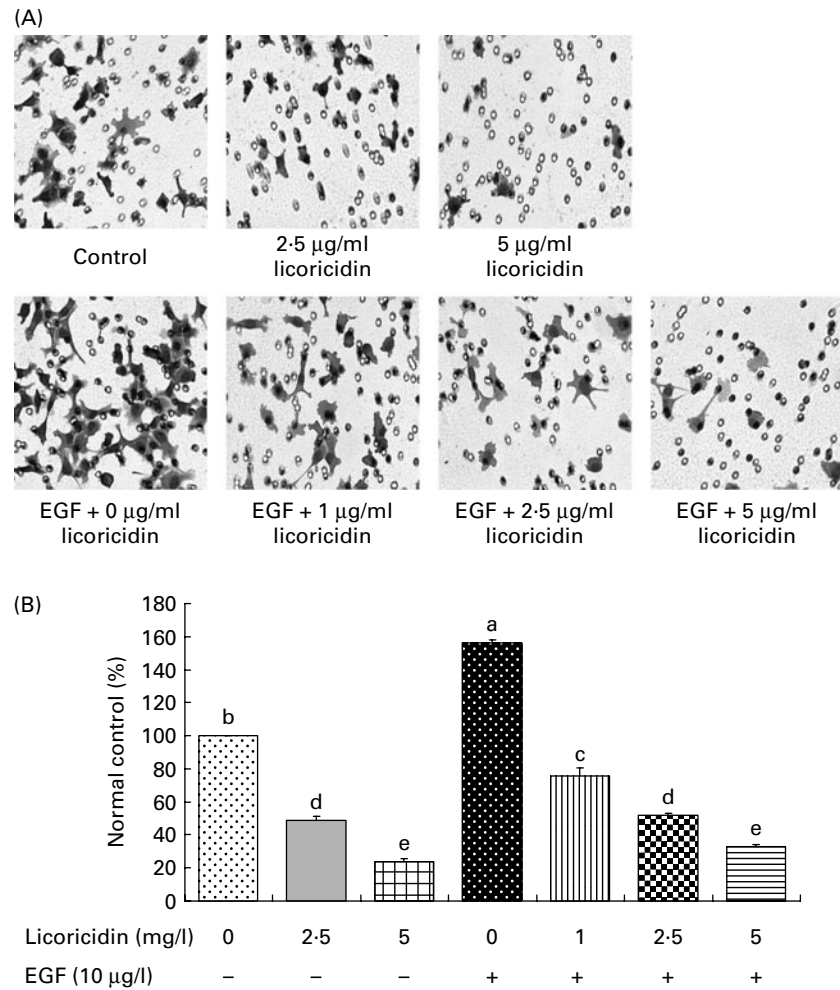 (A)
Control
2·5 μg/ml
licoricidin
5 μg/ml
licoricidin
EGF + 0 μg/ml
licoricidin
EGF + 1 μg/ml
licoricidin
EGF + 2·5 μg/ml
licoricidin
EGF + 5 μg/ml
licoricidin
(B)
Normal control (%)
180
160
140
120
100
80
60
40
20
0
b
d
e
a
c
d
e
Licoricidin (mg/l) 0 2·5 5 0 1 2·5 5
EGF (10 μg/l) – – – + + + +